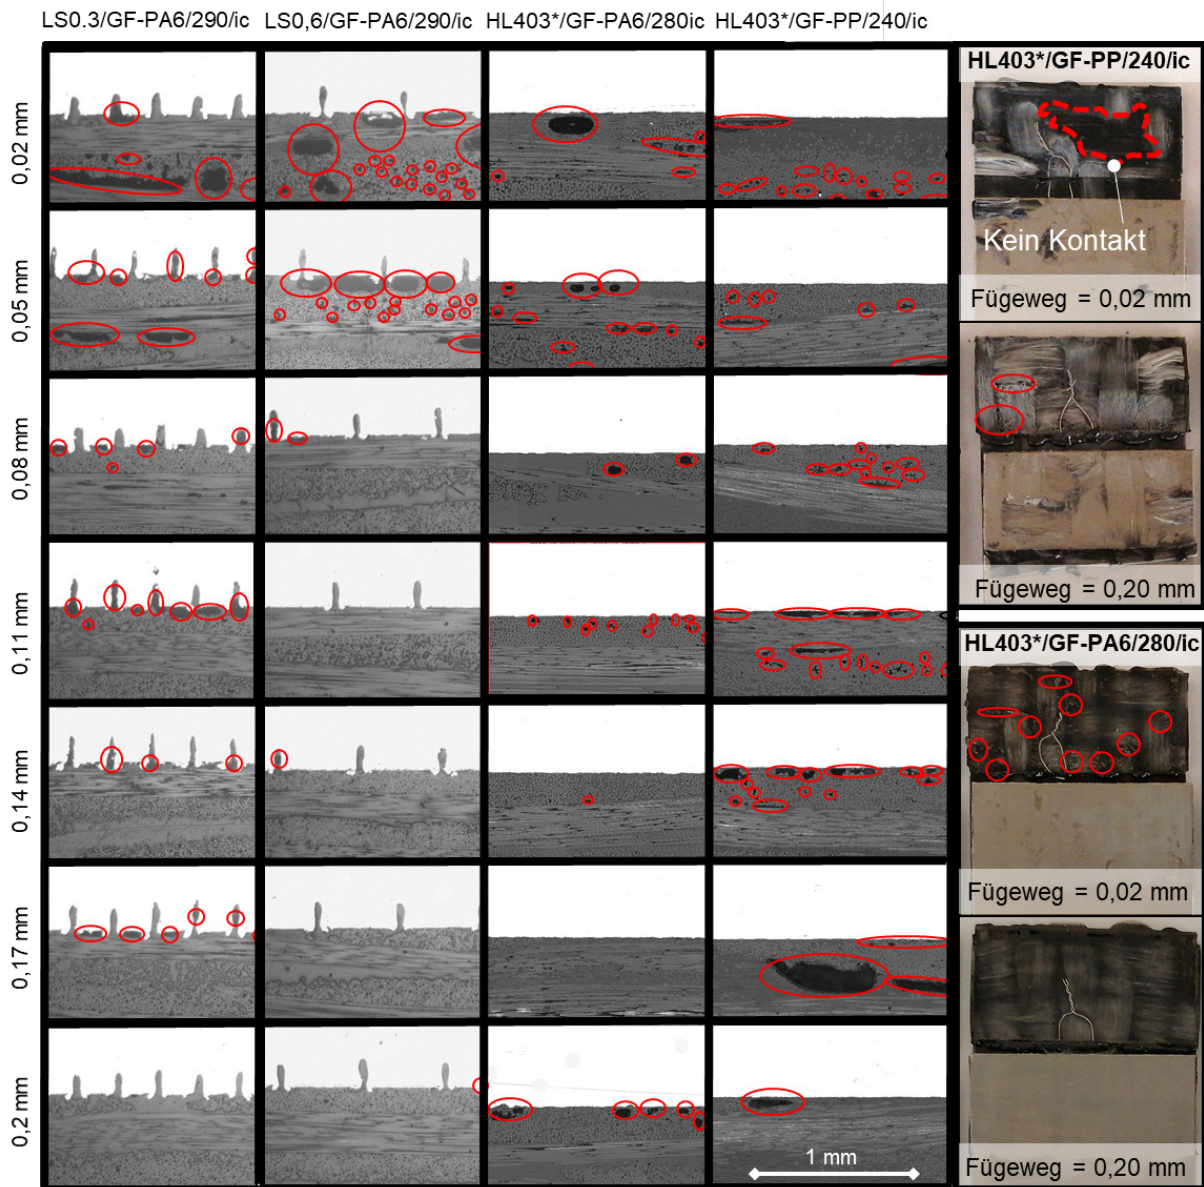 LS0.3/GF-PA6/290/ic LS0,6/GF-PA6/290/ic HL403*/GF-PA6/280ic HL403*/GF-PP/240/ic
0,02 mm
0,05 mm
0,08 mm
0,11 mm
0,14 mm
0,17 mm
0,2 mm
1 mm
HL403*/GF-PP/240/ic
Kein Kontakt
Fügeweg = 0,02 mm
Fügeweg = 0,20 mm
HL403*/GF-PA6/280/ic
Fügeweg = 0,02 mm
Fügeweg = 0,20 mm